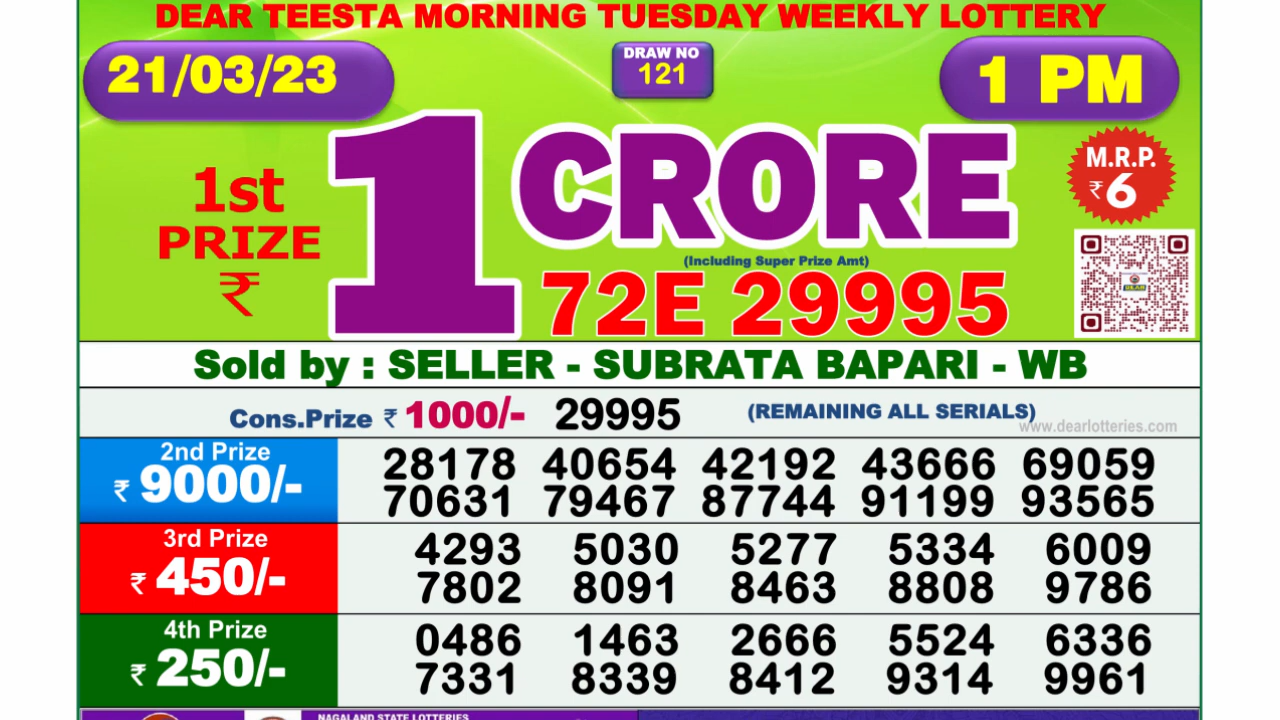 DEAR TEESTA MORNING TUESDAY WEEKLY LOTTERY
21/03/23
DRAW NO
121
1 PM
1st
PRIZE
₹
1 CRORE
(Including Super Prize Amt)
72E 29995
M.R.P.
₹6
Sold by : SELLER - SUBRATA BAPARI - WB
Cons.Prize ₹ 1000/- 29995 (REMAINING ALL SERIALS)
www.dearlotteries.com
2nd Prize
₹ 9000/-
28178 40654 42192 43666 69059
70631 79467 87744 91199 93565
3rd Prize
₹ 450/-
4293 5030 5277 5334 6009
7802 8091 8463 8808 9786
4th Prize
₹ 250/-
0486 1463 2666 5524 6336
7331 8339 8412 9314 9961
NAGALAND STATE LOTTERIES